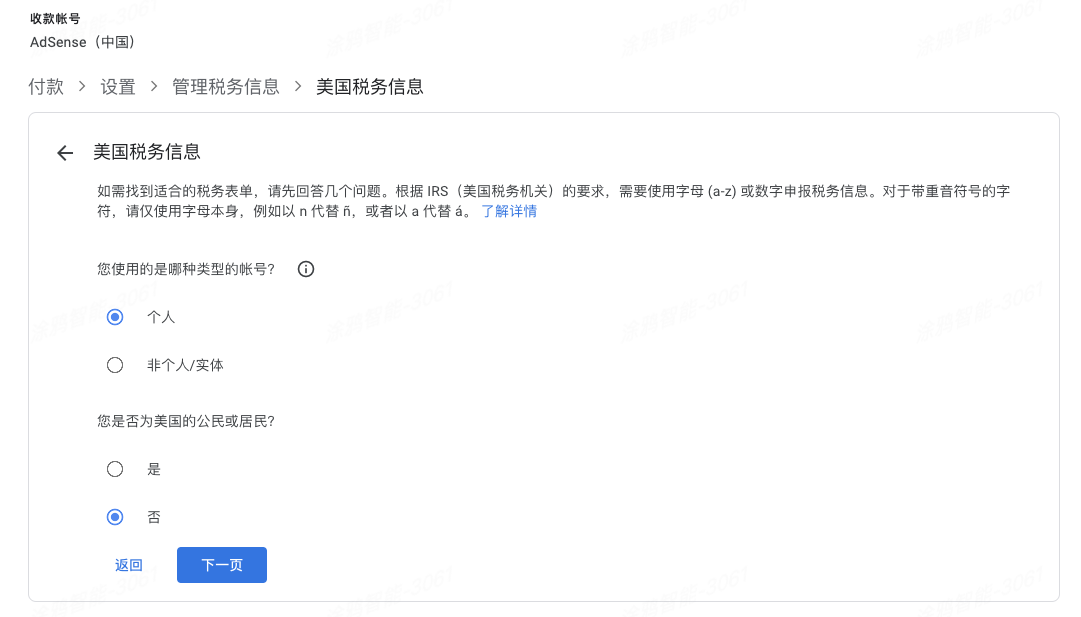 收款帐号
AdSense（中国）
付款 > 设置 > 管理税务信息 > 美国税务信息
美国税务信息
如需找到适合的税务表单，请先回答几个问题。根据 IRS（美国税务机关）的要求，需要使用字母 (a-z) 或数字申报税务信息。对于带重音符号的字
符，请仅使用字母本身，例如以 n 代替 ñ，或者以 a 代替 á。 了解详情
您使用的是哪种类型的帐号?
个人
非个人/实体
您是否为美国的公民或居民?
是
否
返回 下一页